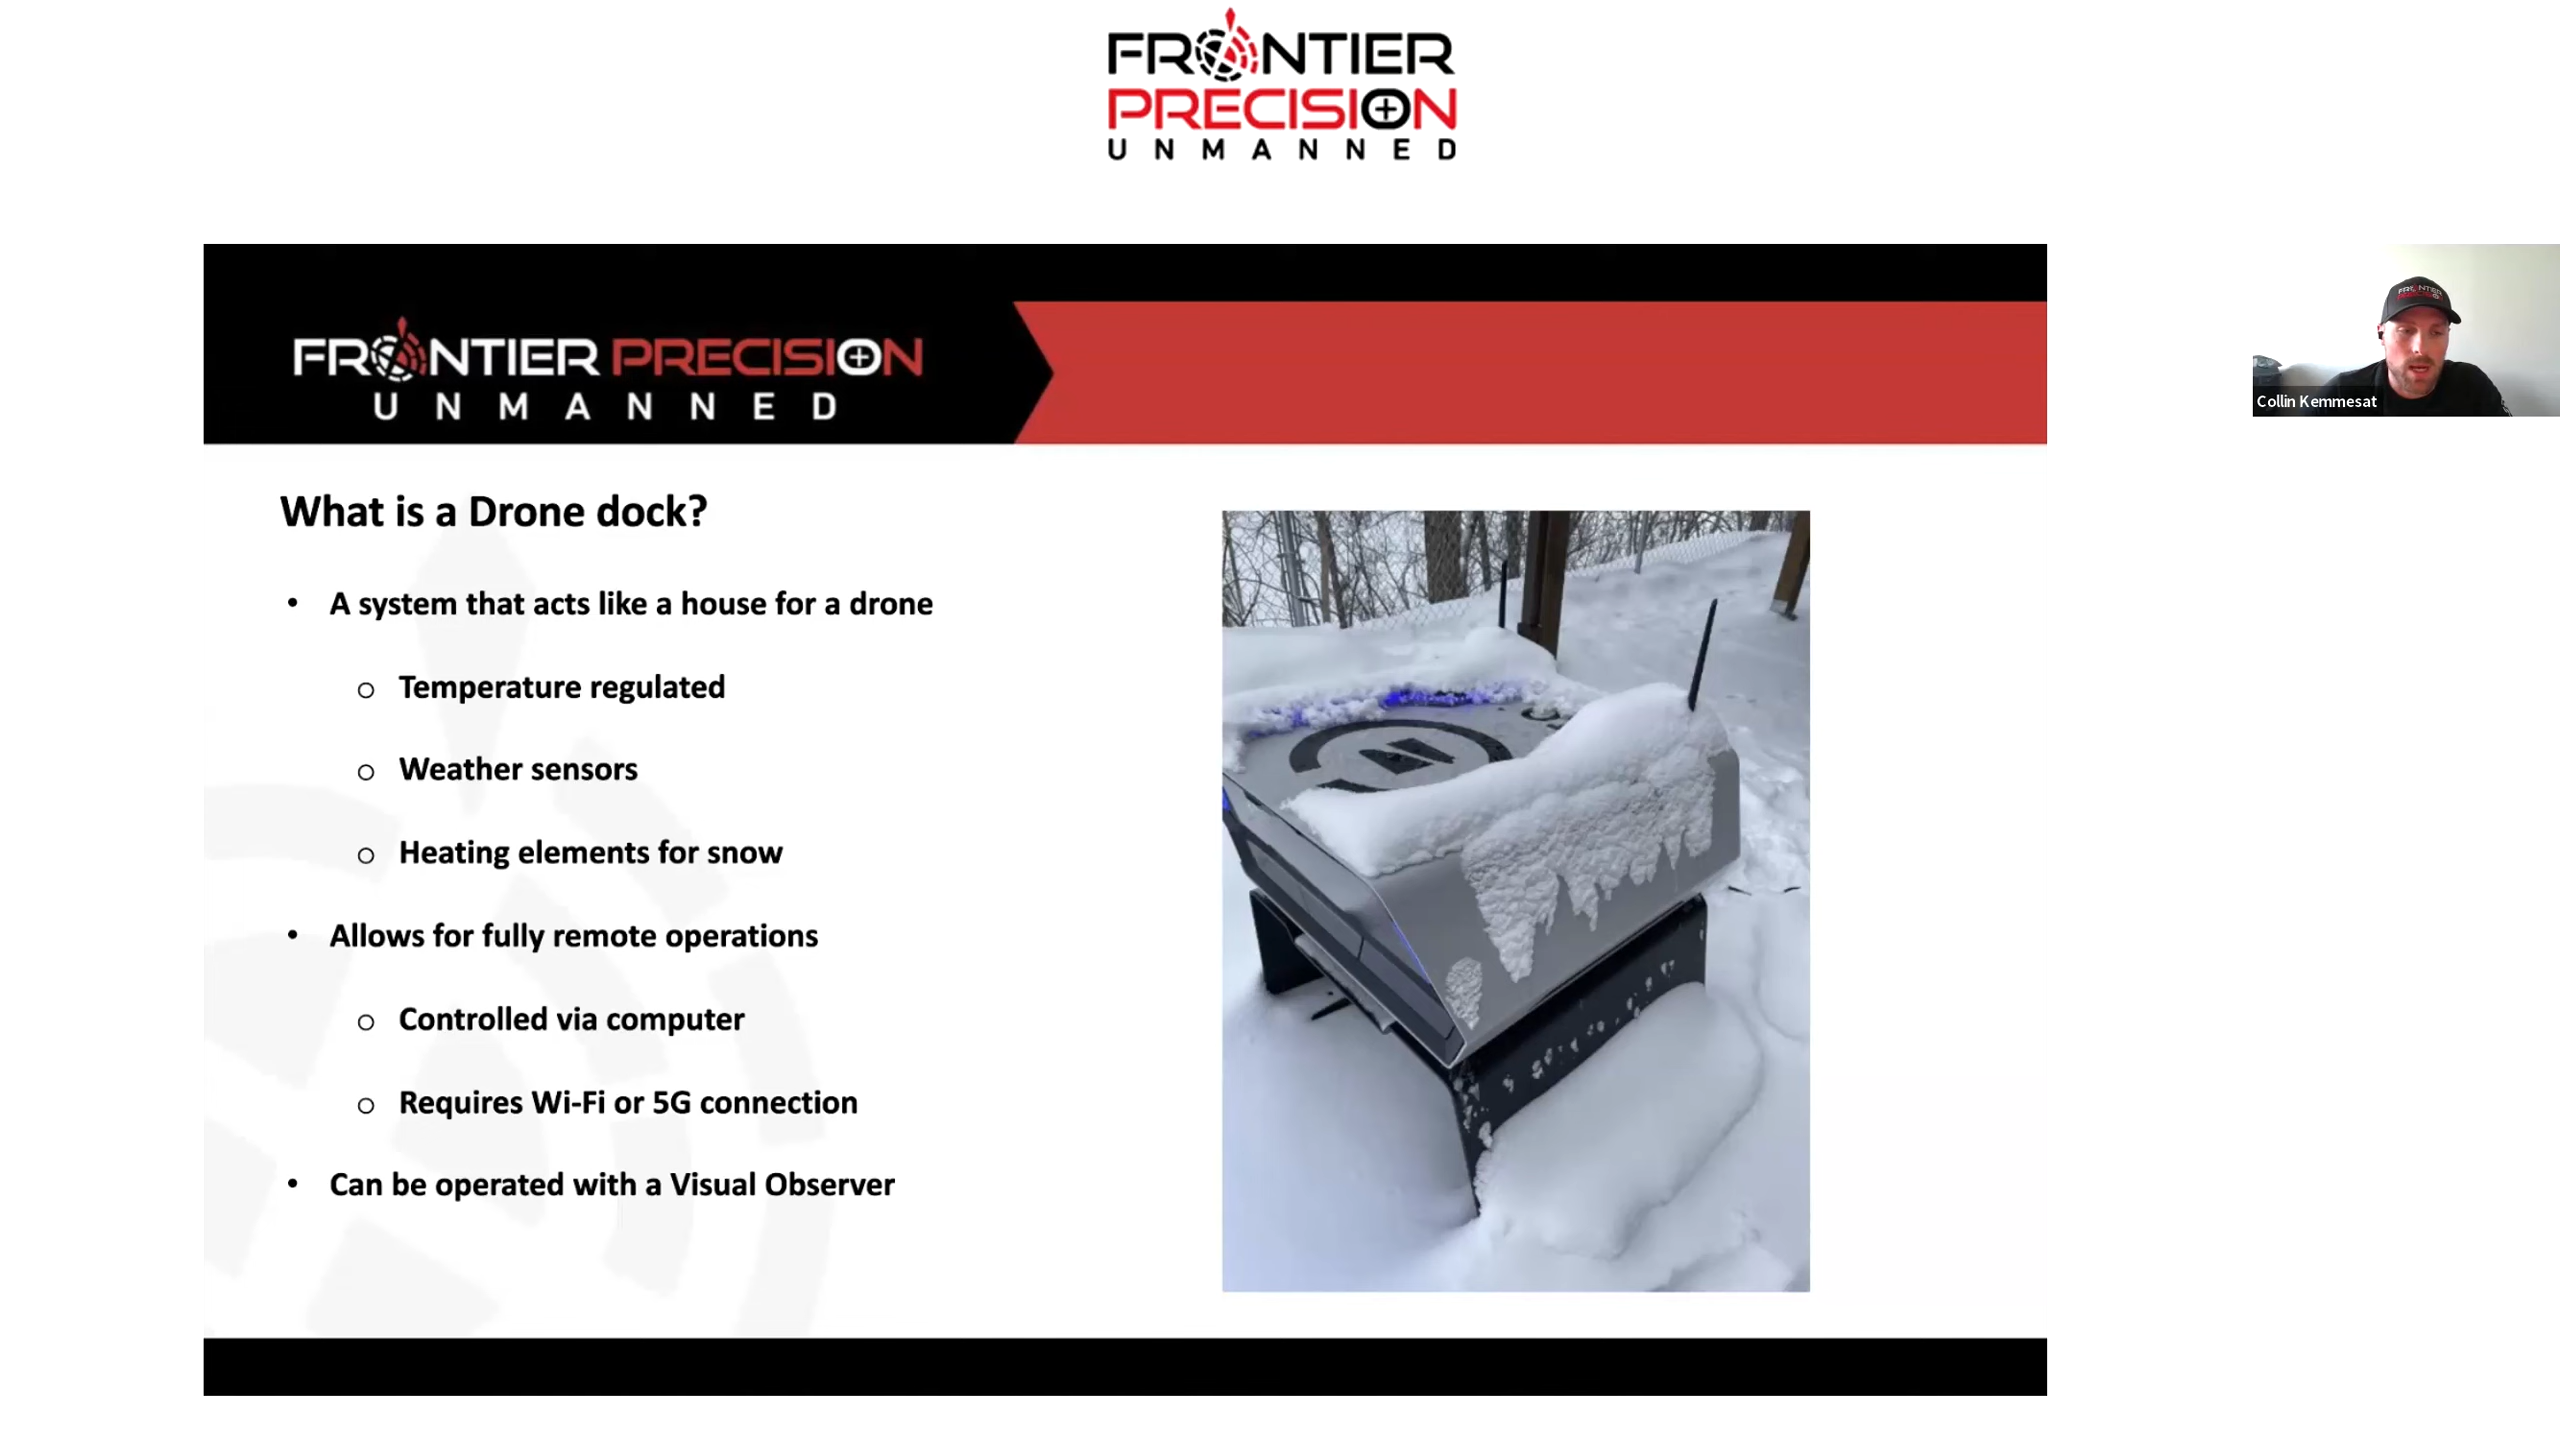 FRONTIER
PRECISION
UNMANNED
FRONTIER PRECISION
UNMANNED
What is a Drone dock?
• A system that acts like a house for a drone
o Temperature regulated
o Weather sensors
o Heating elements for snow
• Allows for fully remote operations
o Controlled via computer
o Requires Wi-Fi or 5G connection
• Can be operated with a Visual Observer
FRONTIER
PRECISION
Collin Kemmesat